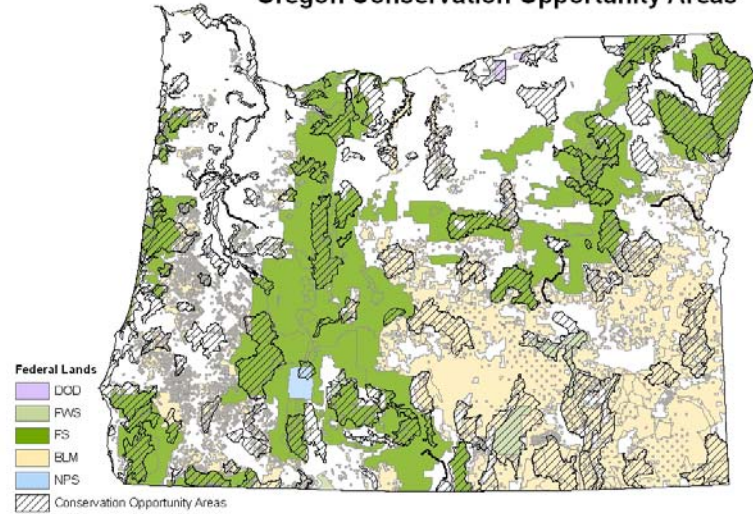 Oregon Conservation Opportunity Areas
Federal Lands
DOD
FWS
FS
BLM
NPS
Conservation Opportunity Areas